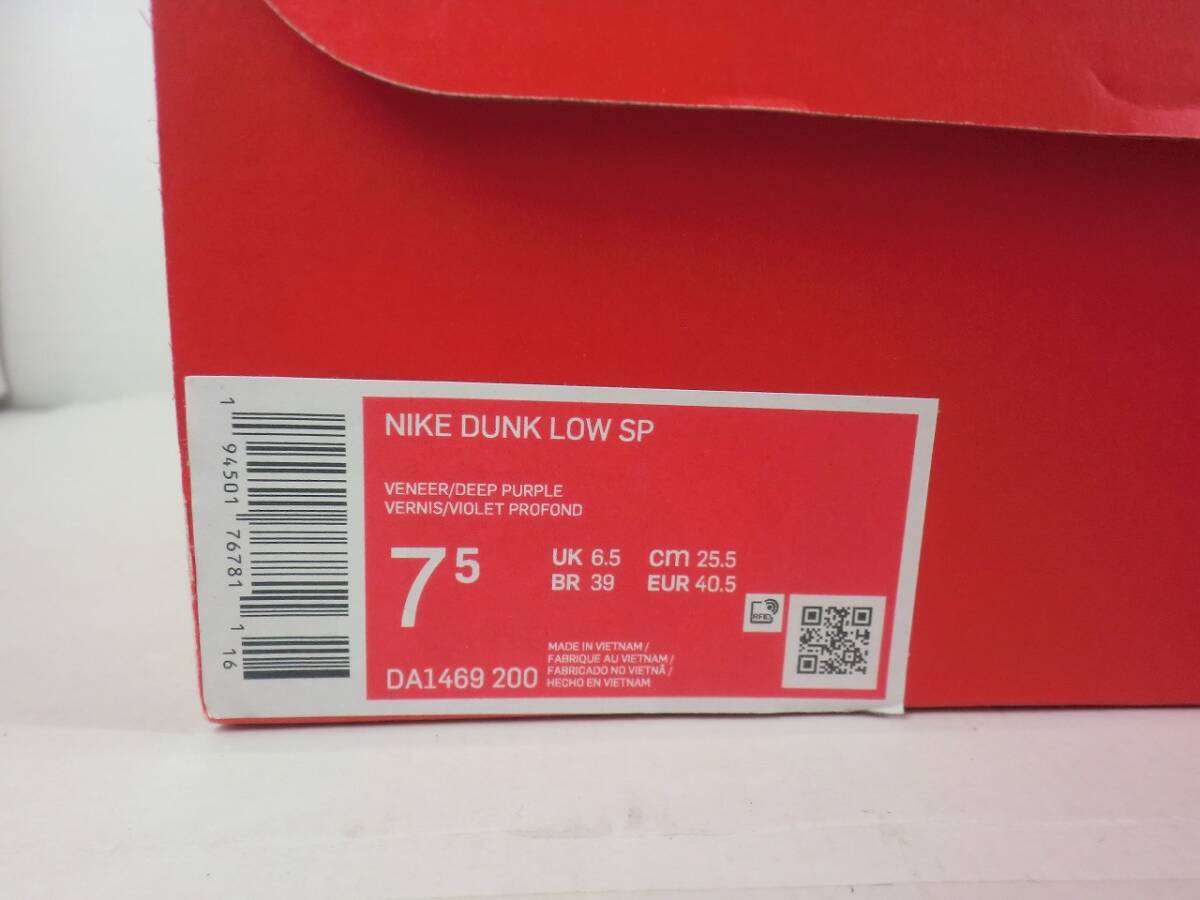 NIKE DUNK LOW SP
VENEER/DEEP PURPLE
VERNIS/VIOLET PROFOND
7 5
UK 6.5 cm 25.5
BR 39 EUR 40.5
RFID
MADE IN VIETNAM /
FABRIQUE AU VIETNAM /
FABRICADO NO VIETNÃ /
HECHO EN VIETNAM
DA1469 200
1 94501 76781 1 16